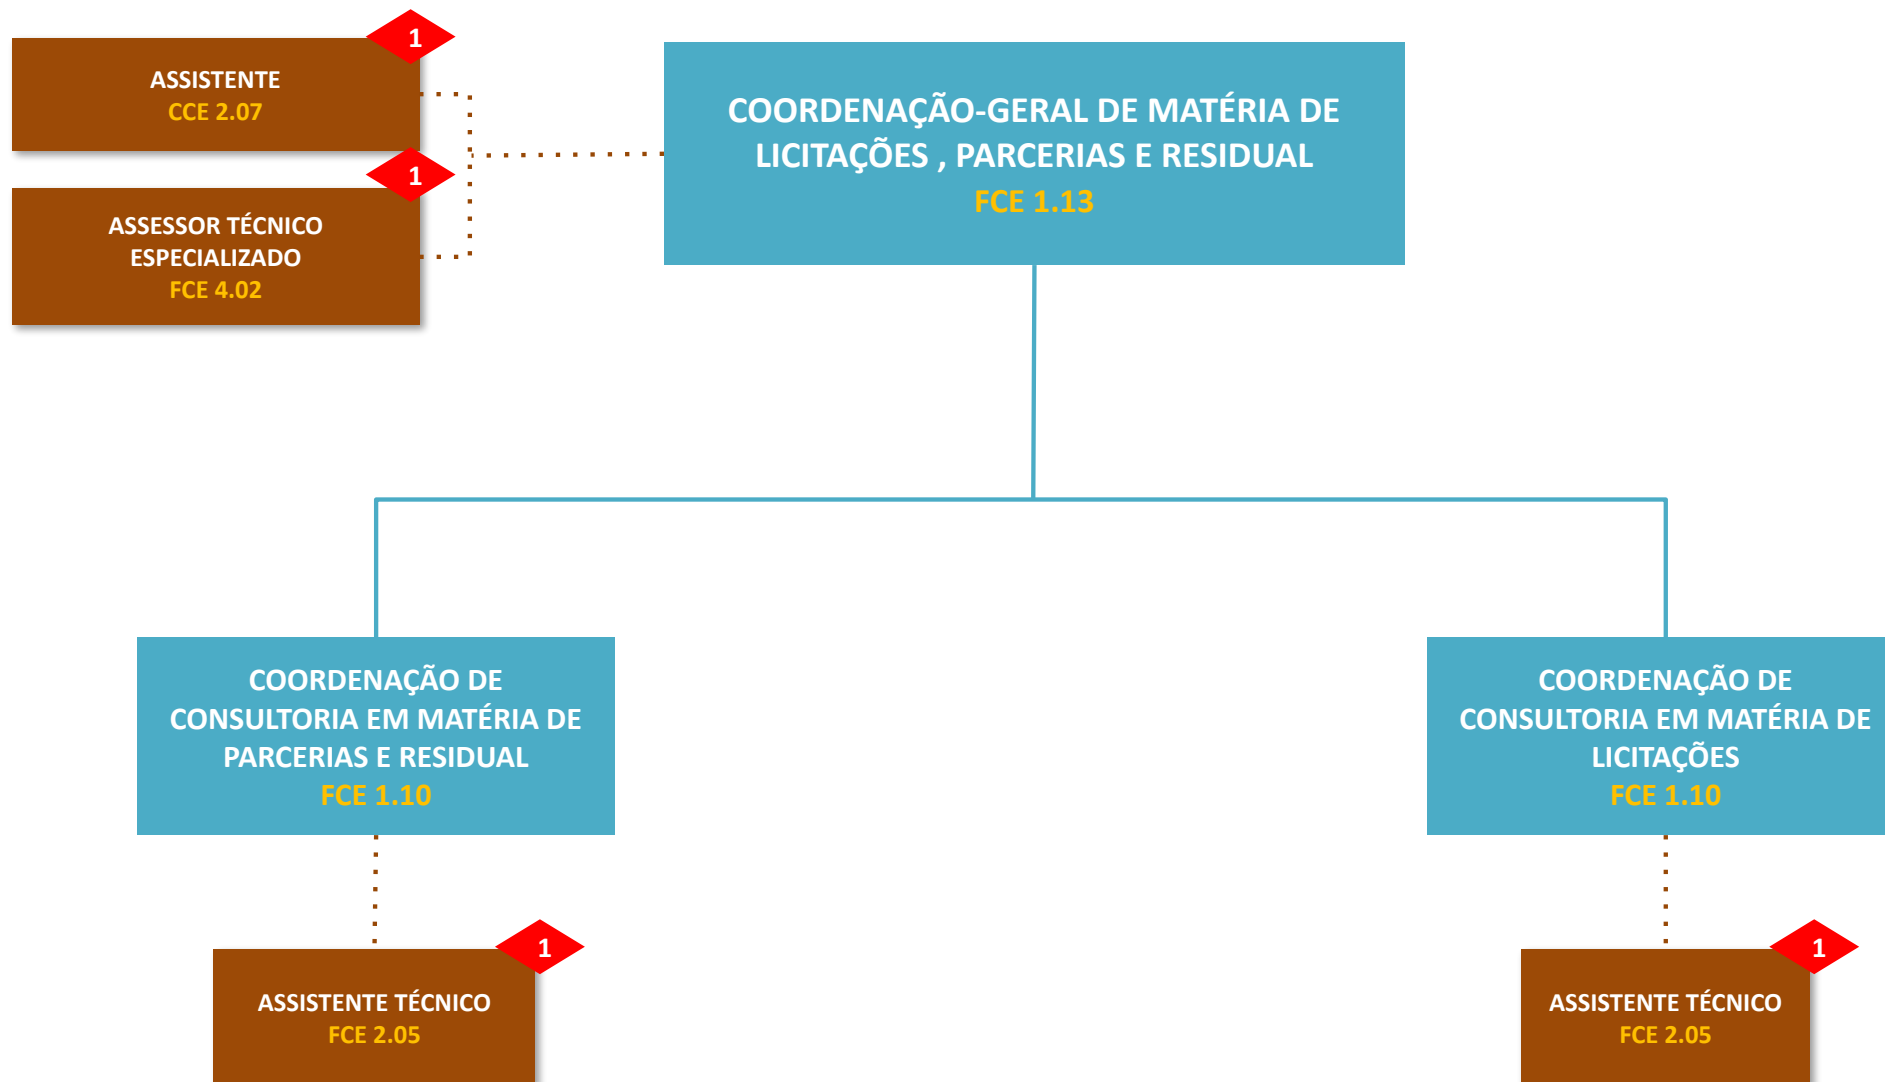 1
ASSISTENTE
CCE 2.07
1
ASSESSOR TÉCNICO
ESPECIALIZADO
FCE 4.02
COORDENAÇÃO-GERAL DE MATÉRIA DE
LICITAÇÕES , PARCERIAS E RESIDUAL
FCE 1.13
COORDENAÇÃO DE
CONSULTORIA EM MATÉRIA DE
PARCERIAS E RESIDUAL
FCE 1.10
1
ASSISTENTE TÉCNICO
FCE 2.05
COORDENAÇÃO DE
CONSULTORIA EM MATÉRIA DE
LICITAÇÕES
FCE 1.10
1
ASSISTENTE TÉCNICO
FCE 2.05